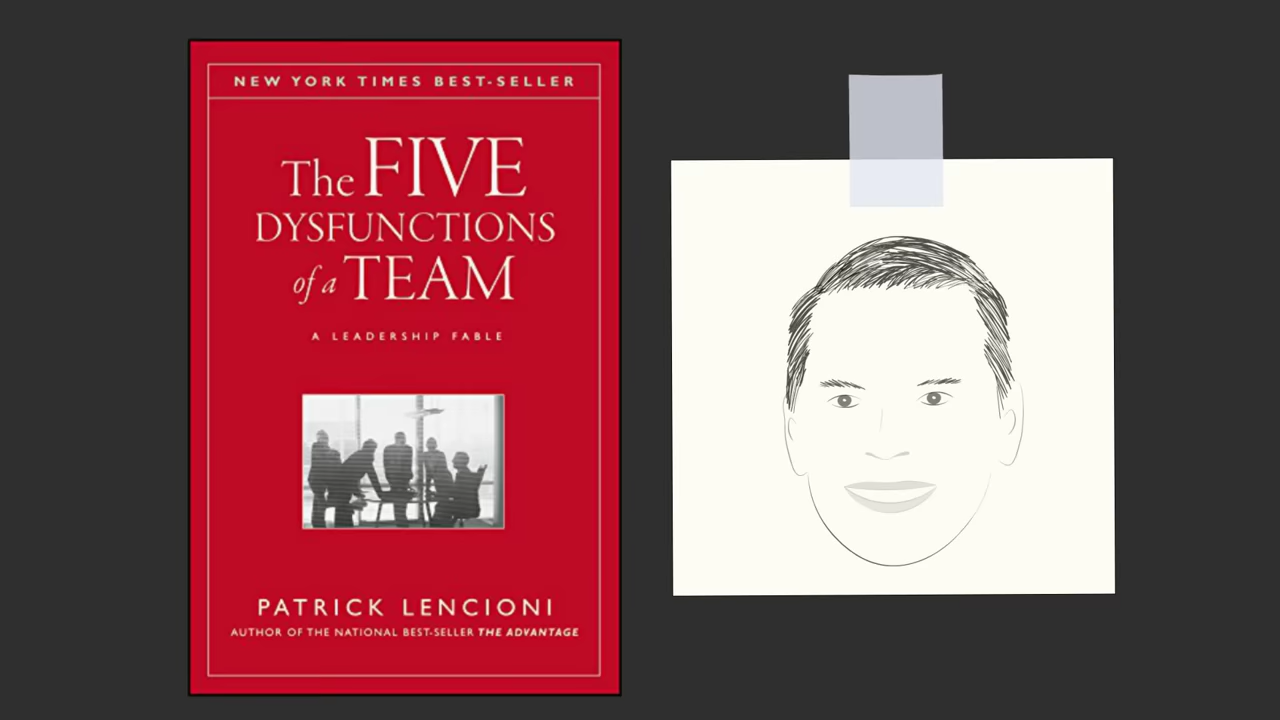 NEW YORK TIMES BEST-SELLER
The FIVE
DYSFUNCTIONS
of a TEAM
A LEADERSHIP FABLE
PATRICK LENCIONI
AUTHOR OF THE NATIONAL BEST-SELLER THE ADVANTAGE